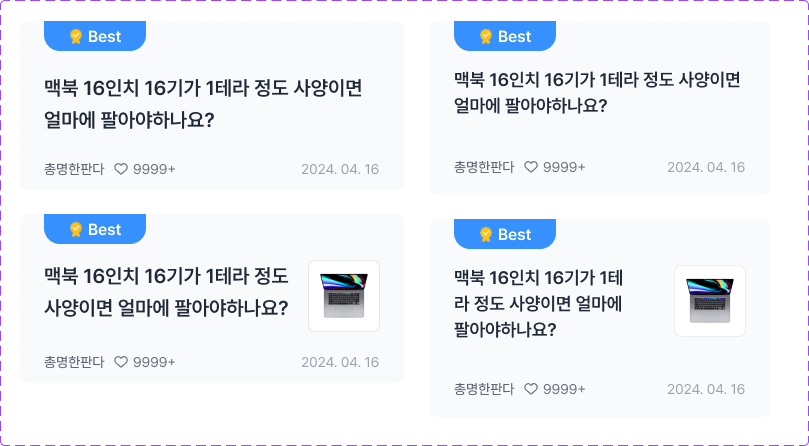 Best
맥북 16인치 16기가 1테라 정도 사양이면
얼마에 팔아야하나요?
총명한판다 9999+ 2024. 04. 16
Best
맥북 16인치 16기가 1테라 정도 사양이면
얼마에 팔아야하나요?
총명한판다 9999+ 2024. 04. 16
Best
맥북 16인치 16기가 1테라 정도
사양이면 얼마에 팔아야하나요?
총명한판다 9999+ 2024. 04. 16
Best
맥북 16인치 16기가 1테
라 정도 사양이면 얼마에
팔아야하나요?
총명한판다 9999+ 2024. 04. 16